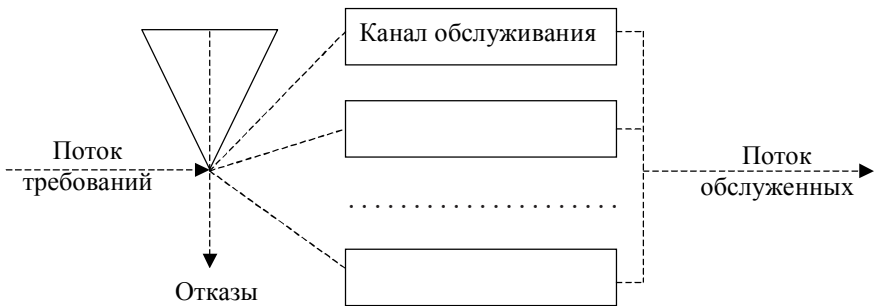 Канал обслуживания
Поток
требований
Поток
обслуженных
Отказы